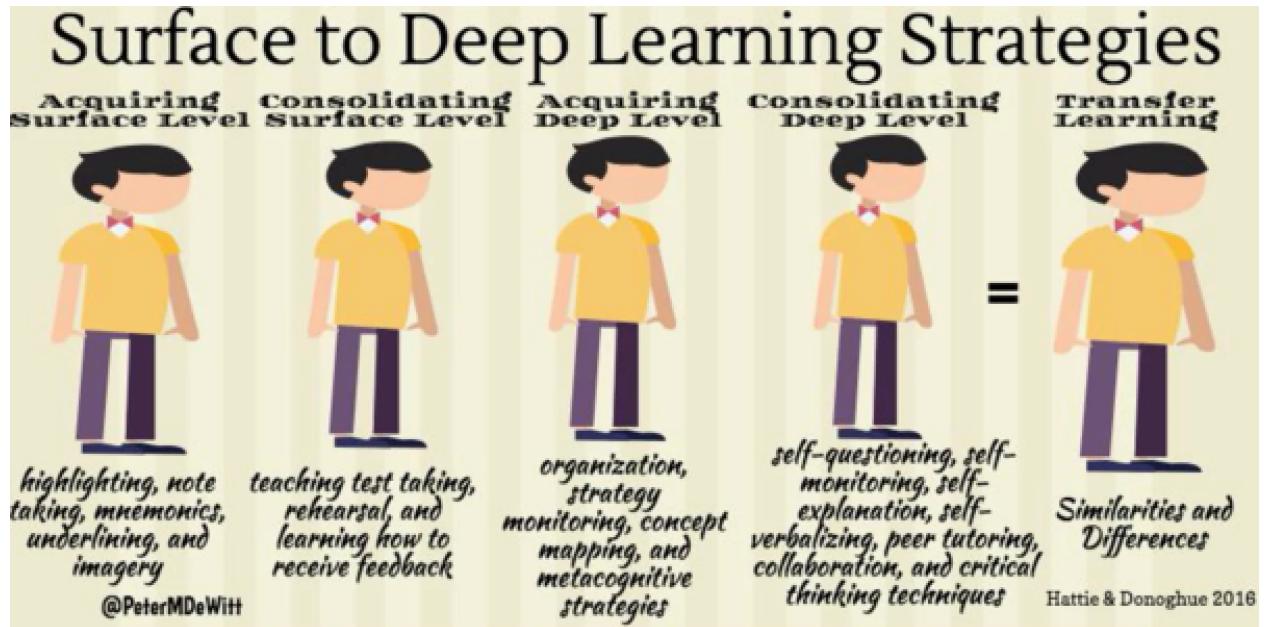 Surface to Deep Learning Strategies
Acquiring
Surface Level
highlighting, note
taking, mnemonics,
underlining, and
imagery
@PeterMDeWitt
Consolidating
Surface Level
teaching test taking,
rehearsal, and
learning how to
receive feedback
Acquiring
Deep Level
organization,
strategy
monitoring, concept
mapping, and
metacognitive
strategies
Consolidating
Deep Level
self-questioning, self-
monitoring, self-
explanation, self-
verbalizing, peer tutoring,
collaboration, and critical
thinking techniques
=
Transfer
Learning
Similarities and
Differences
Hattie & Donoghue 2016